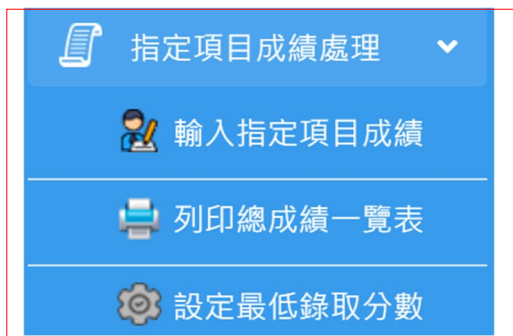 指定項目成績處理
輸入指定項目成績
列印總成績一覽表
設定最低錄取分數